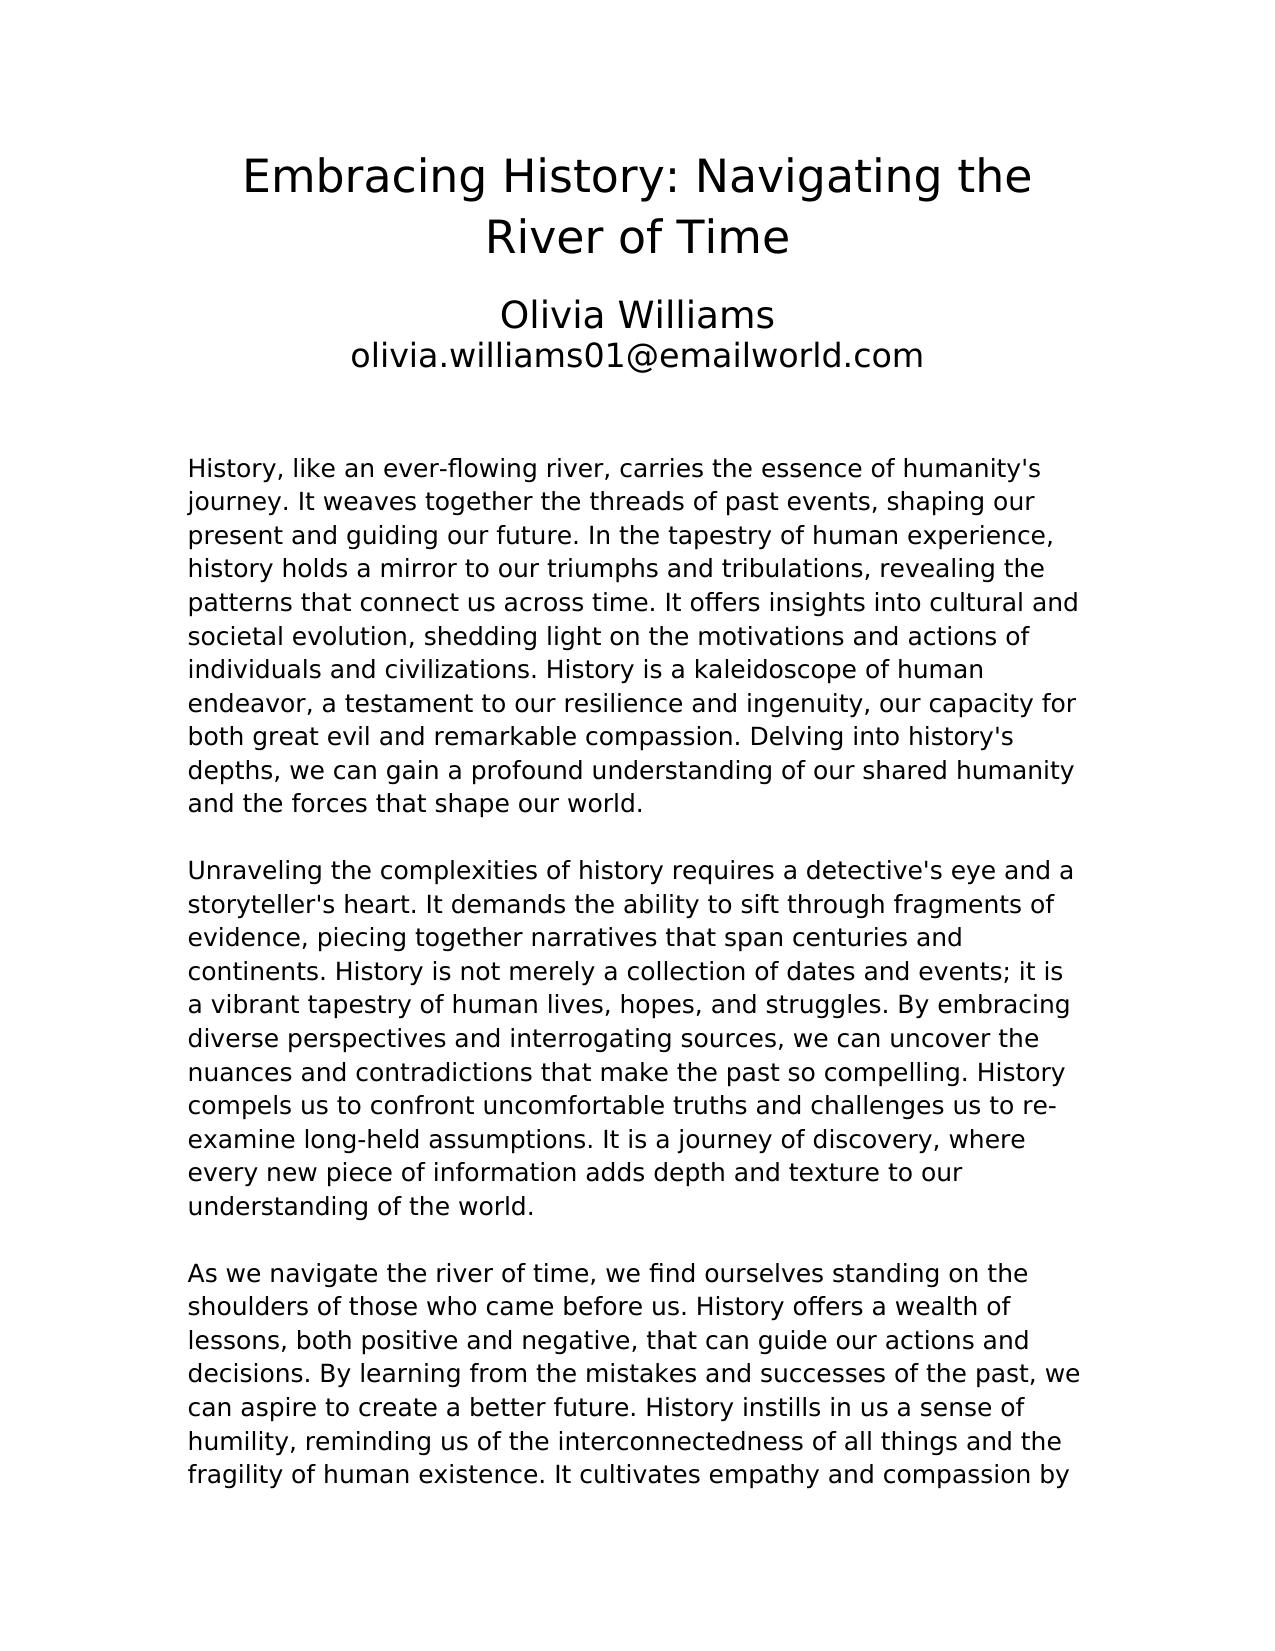 Embracing History: Navigating the
River of Time
Olivia Williams
olivia.williams01@emailworld.com
History, like an ever-flowing river, carries the essence of humanity's
journey. It weaves together the threads of past events, shaping our
present and guiding our future. In the tapestry of human experience,
history holds a mirror to our triumphs and tribulations, revealing the
patterns that connect us across time. It offers insights into cultural and
societal evolution, shedding light on the motivations and actions of
individuals and civilizations. History is a kaleidoscope of human
endeavor, a testament to our resilience and ingenuity, our capacity for
both great evil and remarkable compassion. Delving into history's
depths, we can gain a profound understanding of our shared humanity
and the forces that shape our world.
Unraveling the complexities of history requires a detective's eye and a
storyteller's heart. It demands the ability to sift through fragments of
evidence, piecing together narratives that span centuries and
continents. History is not merely a collection of dates and events; it is
a vibrant tapestry of human lives, hopes, and struggles. By embracing
diverse perspectives and interrogating sources, we can uncover the
nuances and contradictions that make the past so compelling. History
compels us to confront uncomfortable truths and challenges us to re-
examine long-held assumptions. It is a journey of discovery, where
every new piece of information adds depth and texture to our
understanding of the world.
As we navigate the river of time, we find ourselves standing on the
shoulders of those who came before us. History offers a wealth of
lessons, both positive and negative, that can guide our actions and
decisions. By learning from the mistakes and successes of the past, we
can aspire to create a better future. History instills in us a sense of
humility, reminding us of the interconnectedness of all things and the
fragility of human existence. It cultivates empathy and compassion by